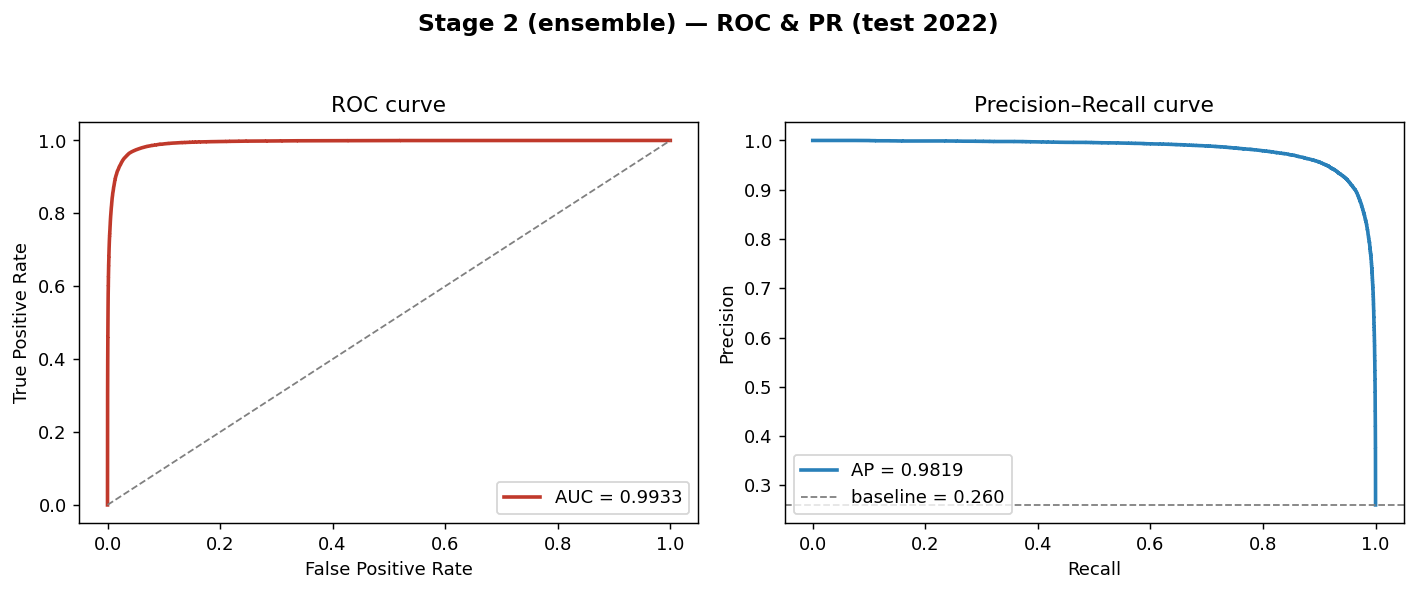 Stage 2 (ensemble) — ROC & PR (test 2022)
ROC curve
True Positive Rate
1.0
0.8
0.6
0.4
0.2
0.0
0.0 0.2 0.4 0.6 0.8 1.0
False Positive Rate
AUC = 0.9933
Precision–Recall curve
Precision
1.0
0.9
0.8
0.7
0.6
0.5
0.4
0.3
0.0 0.2 0.4 0.6 0.8 1.0
Recall
AP = 0.9819
baseline = 0.260